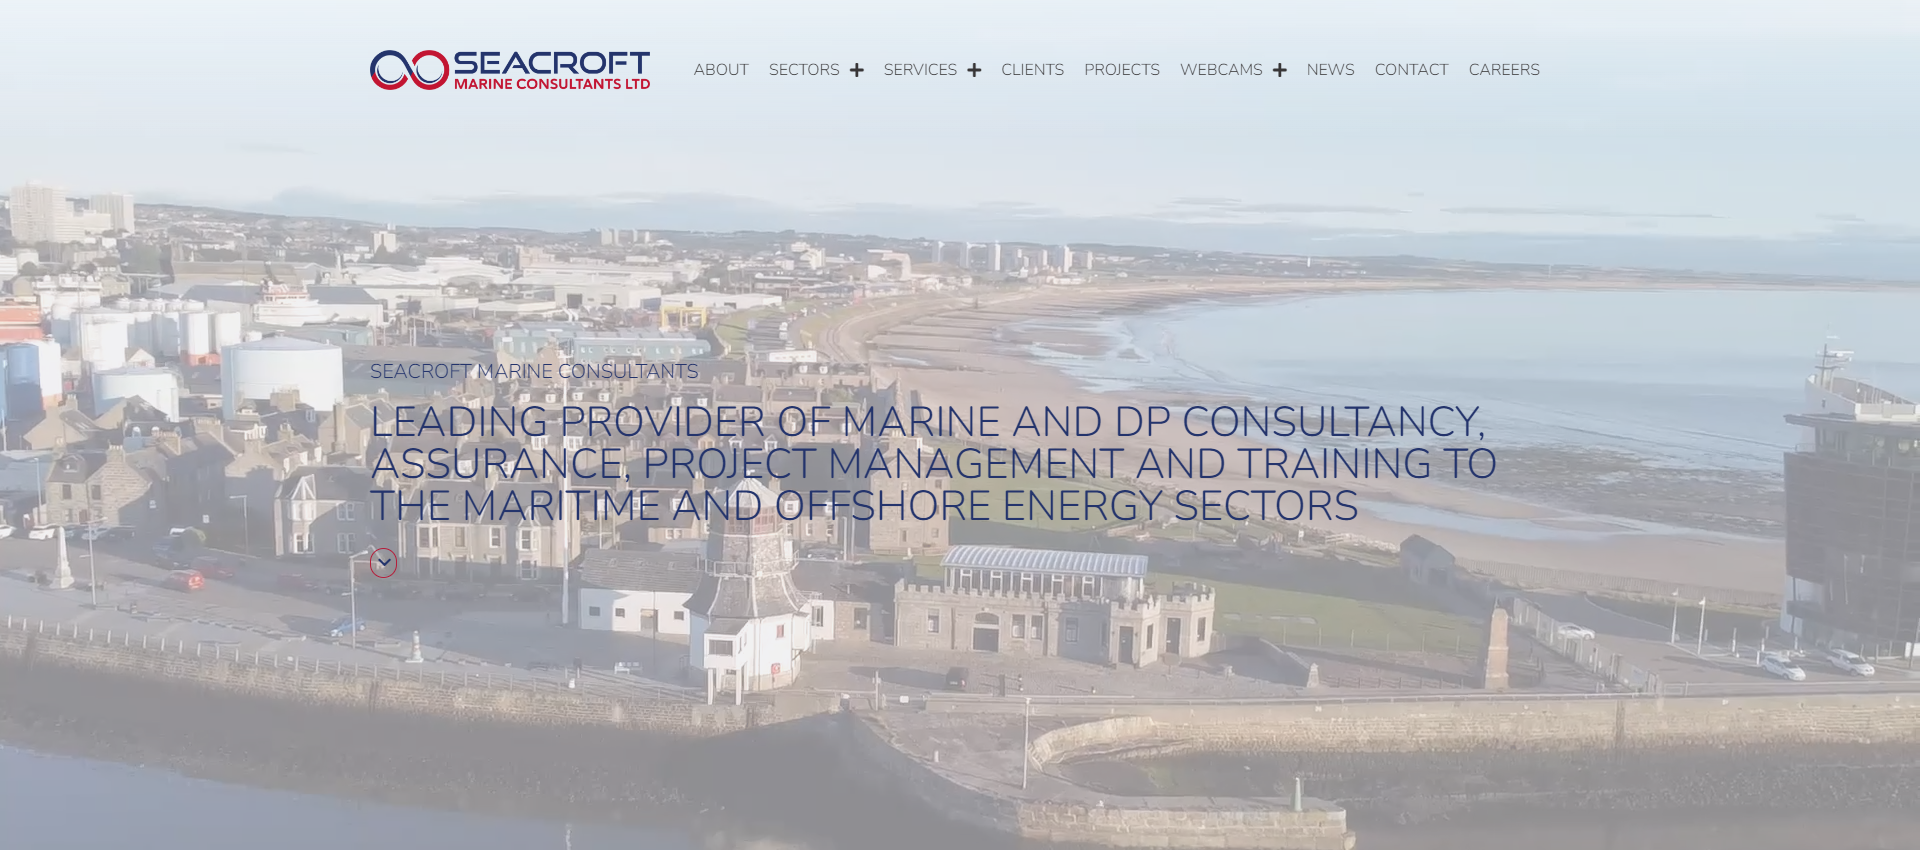 SEACROFT
MARINE CONSULTANTS LTD
ABOUT SECTORS SERVICES CLIENTS PROJECTS WEBCAMS NEWS CONTACT CAREERS
SEACROFT MARINE CONSULTANTS
LEADING PROVIDER OF MARINE AND DP CONSULTANCY,
ASSURANCE, PROJECT MANAGEMENT AND TRAINING TO
THE MARITIME AND OFFSHORE ENERGY SECTORS